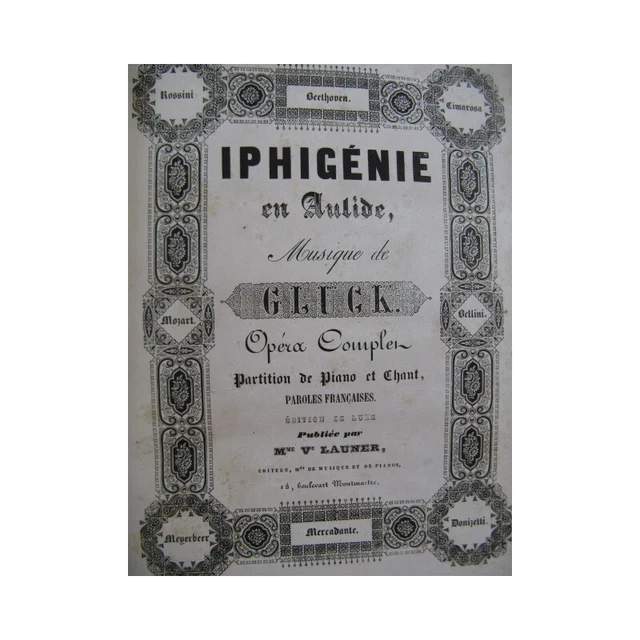 Rossini
Beethoven.
Cimarosa
IPHIGÉNIE
en Aulide,
Musique de
GLUCK.
Mozart.
Bellini.
Opéra Complet
Partition de Piano et Chant,
PAROLES FRANÇAISES.
ÉDITION DE LUXE
Publiée par
Mme Ve LAUNER,
EDITEUR, Mde DE MUSIQUE ET DE PIANOS,
14, boulevart Montmartre.
Meyerbeer
Mercadante.
Donizetti.